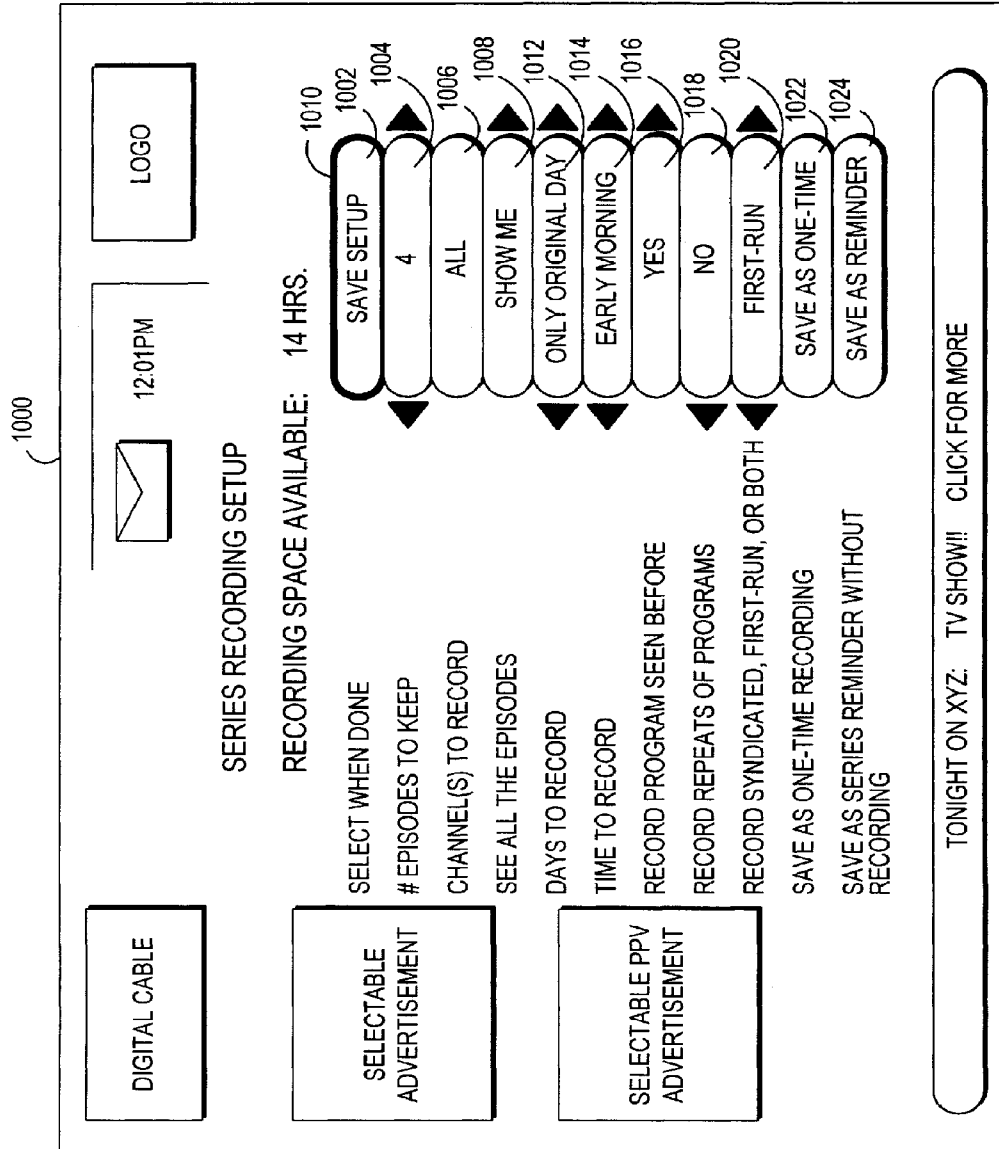 1000
DIGITAL CABLE
12:01PM
LOGO
SERIES RECORDING SETUP
RECORDING SPACE AVAILABLE: 14 HRS.
1010
SELECTABLE
ADVERTISEMENT
SELECTABLE PPV
ADVERTISEMENT
SELECT WHEN DONE SAVE SETUP 1002
# EPISODES TO KEEP 4 1004
CHANNEL(S) TO RECORD ALL 1006
SEE ALL THE EPISODES SHOW ME 1008
DAYS TO RECORD ONLY ORIGINAL DAY 1012
TIME TO RECORD EARLY MORNING 1014
RECORD PROGRAM SEEN BEFORE YES 1016
RECORD REPEATS OF PROGRAMS NO 1018
RECORD SYNDICATED, FIRST-RUN, OR BOTH FIRST-RUN 1020
SAVE AS ONE-TIME RECORDING SAVE AS ONE-TIME 1022
SAVE AS SERIES REMINDER WITHOUT SAVE AS REMINDER 1024
RECORDING
TONIGHT ON XYZ: TV SHOW!! CLICK FOR MORE